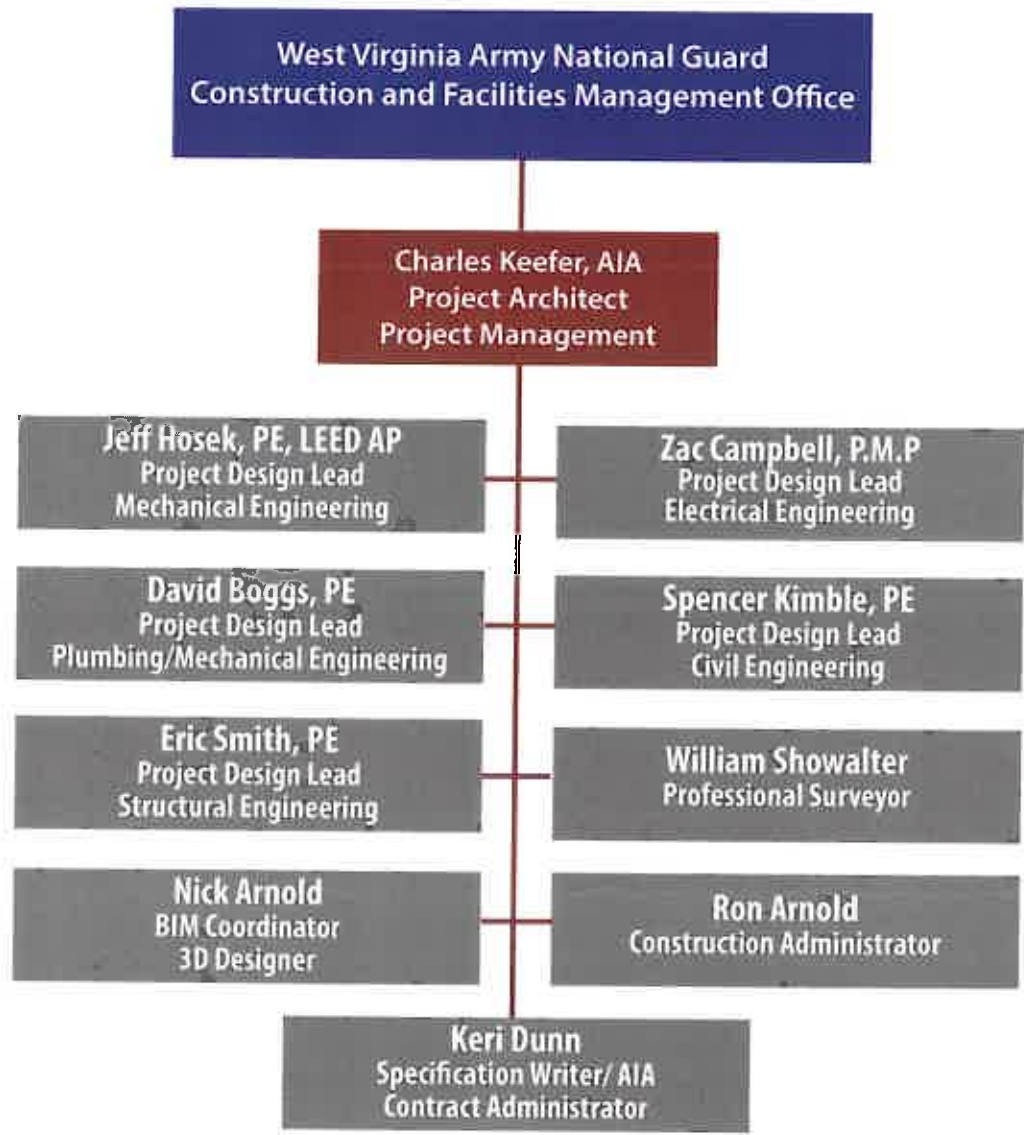 West Virginia Army National Guard
Construction and Facilities Management Office
Charles Keefer, AIA
Project Architect
Project Management
Jeff Hosek, PE, LEED AP
Project Design Lead
Mechanical Engineering
Zac Campbell, P.M.P
Project Design Lead
Electrical Engineering
David Boggs, PE
Project Design Lead
Plumbing/Mechanical Engineering
Spencer Kimble, PE
Project Design Lead
Civil Engineering
Eric Smith, PE
Project Design Lead
Structural Engineering
William Showalter
Professional Surveyor
Nick Arnold
BIM Coordinator
3D Designer
Ron Arnold
Construction Administrator
Keri Dunn
Specification Writer/ AIA
Contract Administrator